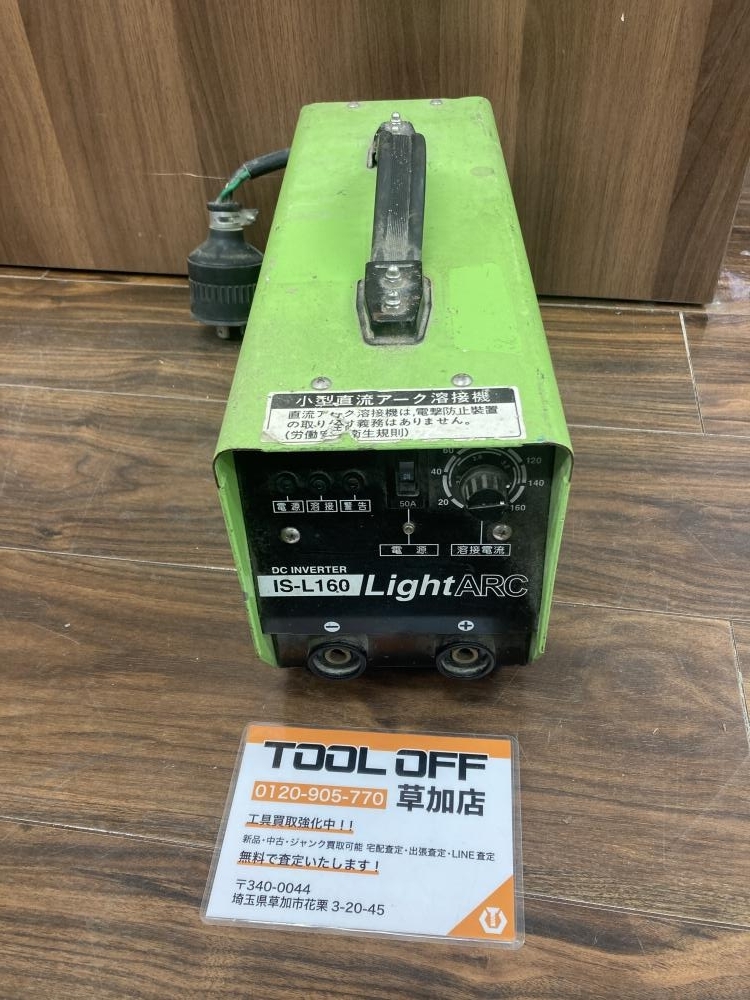 小型直流アーク溶接機
直流アーク溶接機は、電撃防止装置
の取り付け義務はありません。
(労働安全衛生規則)
60
40
20
120
140
160
電源 溶接 警告
50A
電源 溶接電流
DC INVERTER
IS-L160 LightARC
− +
TOOL OFF
0120-905-770 草加店
工具買取強化中!!
新品・中古・ジャンク買取可能 宅配査定・出張査定・LINE査定
無料で査定いたします!
〒340-0044
埼玉県草加市花栗 3-20-45